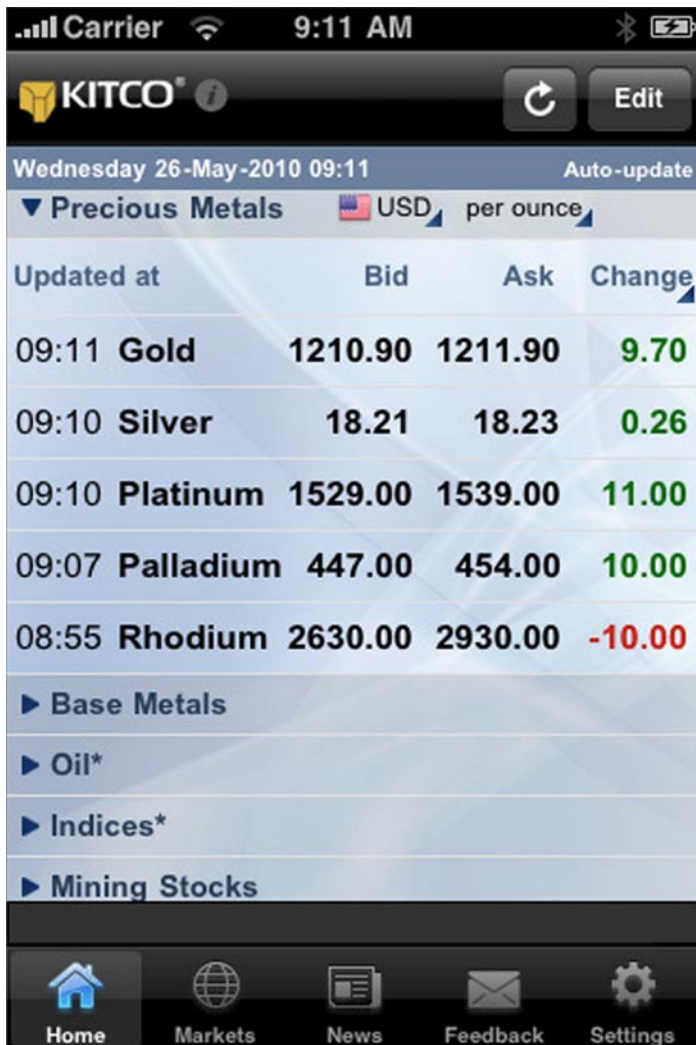 Carrier 9:11 AM
KITCO® i Edit
Wednesday 26-May-2010 09:11 Auto-update
Precious Metals USD per ounce
Updated at Bid Ask Change
09:11 Gold 1210.90 1211.90 9.70
09:10 Silver 18.21 18.23 0.26
09:10 Platinum 1529.00 1539.00 11.00
09:07 Palladium 447.00 454.00 10.00
08:55 Rhodium 2630.00 2930.00 -10.00
Base Metals
Oil*
Indices*
Mining Stocks
Home Markets News Feedback Settings